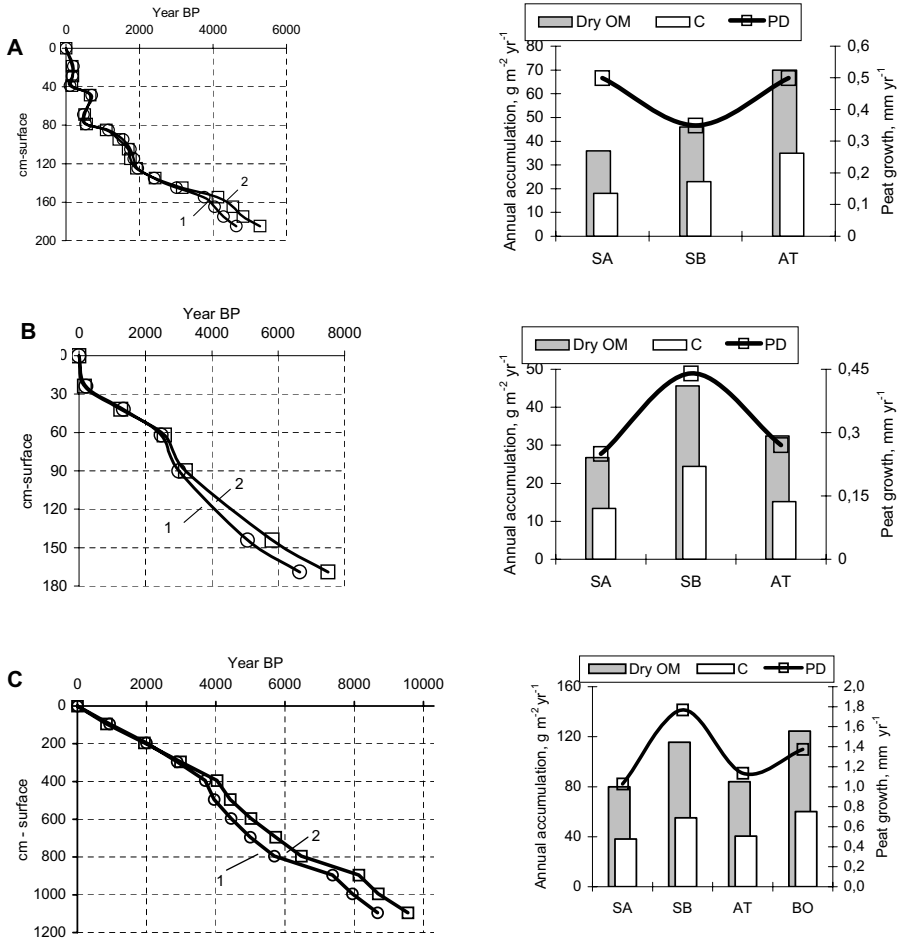 A
Year BP
0 2000 4000 6000
0
40
80
120
160
200
cm-surface
1
2
Dry OM C PD
Annual accumulation, g m-2 yr-1
80
70
60
50
40
30
20
10
0
0,6
0,5
0,4
0,3
0,2
0,1
0
Peat growth, mm yr-1
SA SB AT
B
Year BP
0 2000 4000 6000 8000
0
30
60
90
120
150
180
cm-surface
1
2
Dry OM C PD
Annual accumulation, g m-2 yr-1
50
40
30
20
10
0
0,45
0,3
0,15
0
Peat growth, mm yr-1
SA SB AT
C
Year BP
0 2000 4000 6000 8000 10000
0
200
400
600
800
1000
1200
cm - surface
1
2
Dry OM C PD
Annual accumulation, g m-2 yr-1
160
120
80
40
0
2,0
1,8
1,6
1,4
1,2
1,0
0,8
0,6
0,4
0,2
0,0
Peat growth, mm yr-1
SA SB AT BO